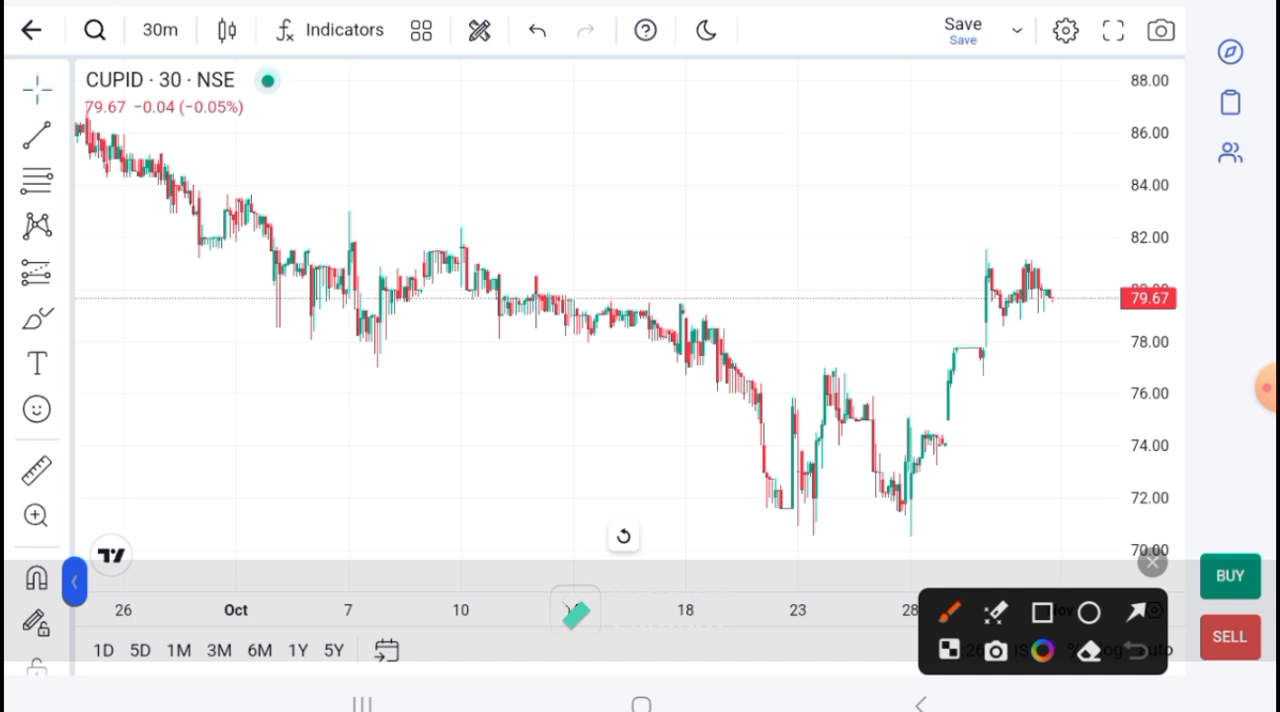 30m
Indicators
Save
Save
CUPID · 30 · NSE
79.67 −0.04 (−0.05%)
88.00
86.00
84.00
82.00
79.67
78.00
76.00
74.00
72.00
70.00
BUY
SELL
26
Oct
7
10
18
23
28
1D
5D
1M
3M
6M
1Y
5Y